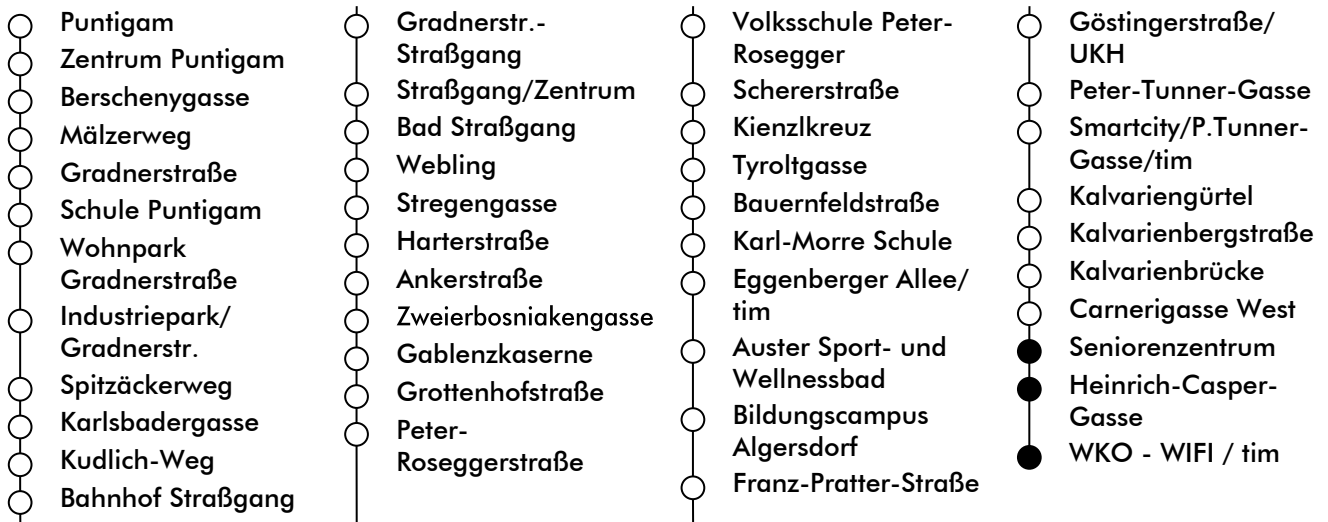 Puntigam
Zentrum Puntigam
Berschenygasse
Mälzerweg
Gradnerstraße
Schule Puntigam
Wohnpark
Gradnerstraße
Industriepark/
Gradnerstr.
Spitzäckerweg
Karlsbadergasse
Kudlich-Weg
Bahnhof Straßgang
Gradnerstr.-
Straßgang
Straßgang/Zentrum
Bad Straßgang
Webling
Stregengasse
Harterstraße
Ankerstraße
Zweierbosniakengasse
Gablenzkaserne
Grottenhofstraße
Peter-
Roseggerstraße
Volksschule Peter-
Rosegger
Schererstraße
Kienzlkreuz
Tyroltgasse
Bauernfeldstraße
Karl-Morre Schule
Eggenberger Allee/
tim
Auster Sport- und
Wellnessbad
Bildungscampus
Algersdorf
Franz-Pratter-Straße
Göstingerstraße/
UKH
Peter-Tunner-Gasse
Smartcity/P.Tunner-
Gasse/tim
Kalvariengürtel
Kalvarienbergstraße
Kalvarienbrücke
Carnerigasse West
Seniorenzentrum
Heinrich-Casper-
Gasse
WKO - WIFI / tim